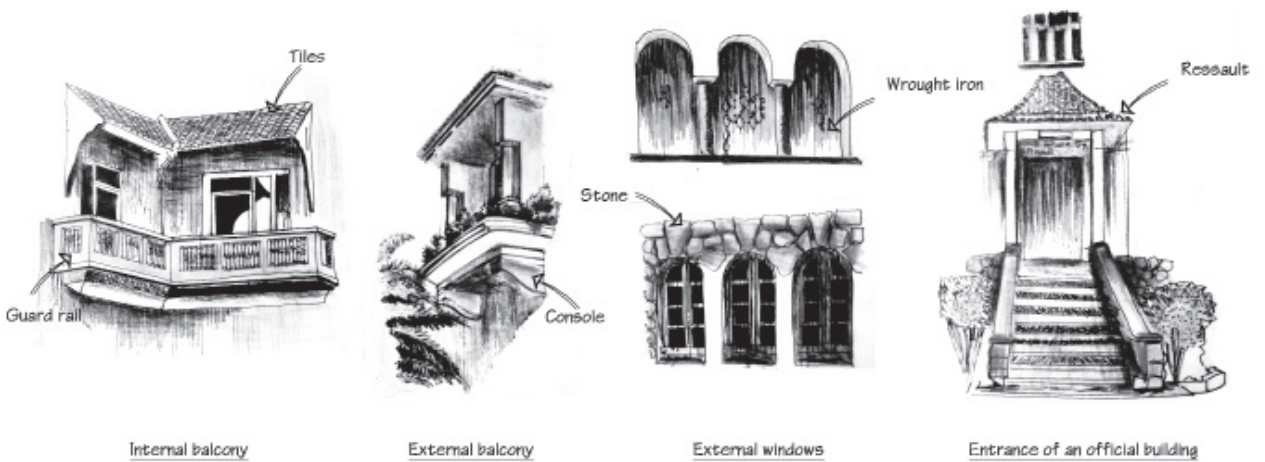 Tiles
Guard rail
Internal balcony
Console
External balcony
Wrought iron
Stone
External windows
Ressault
Entrance of an official building